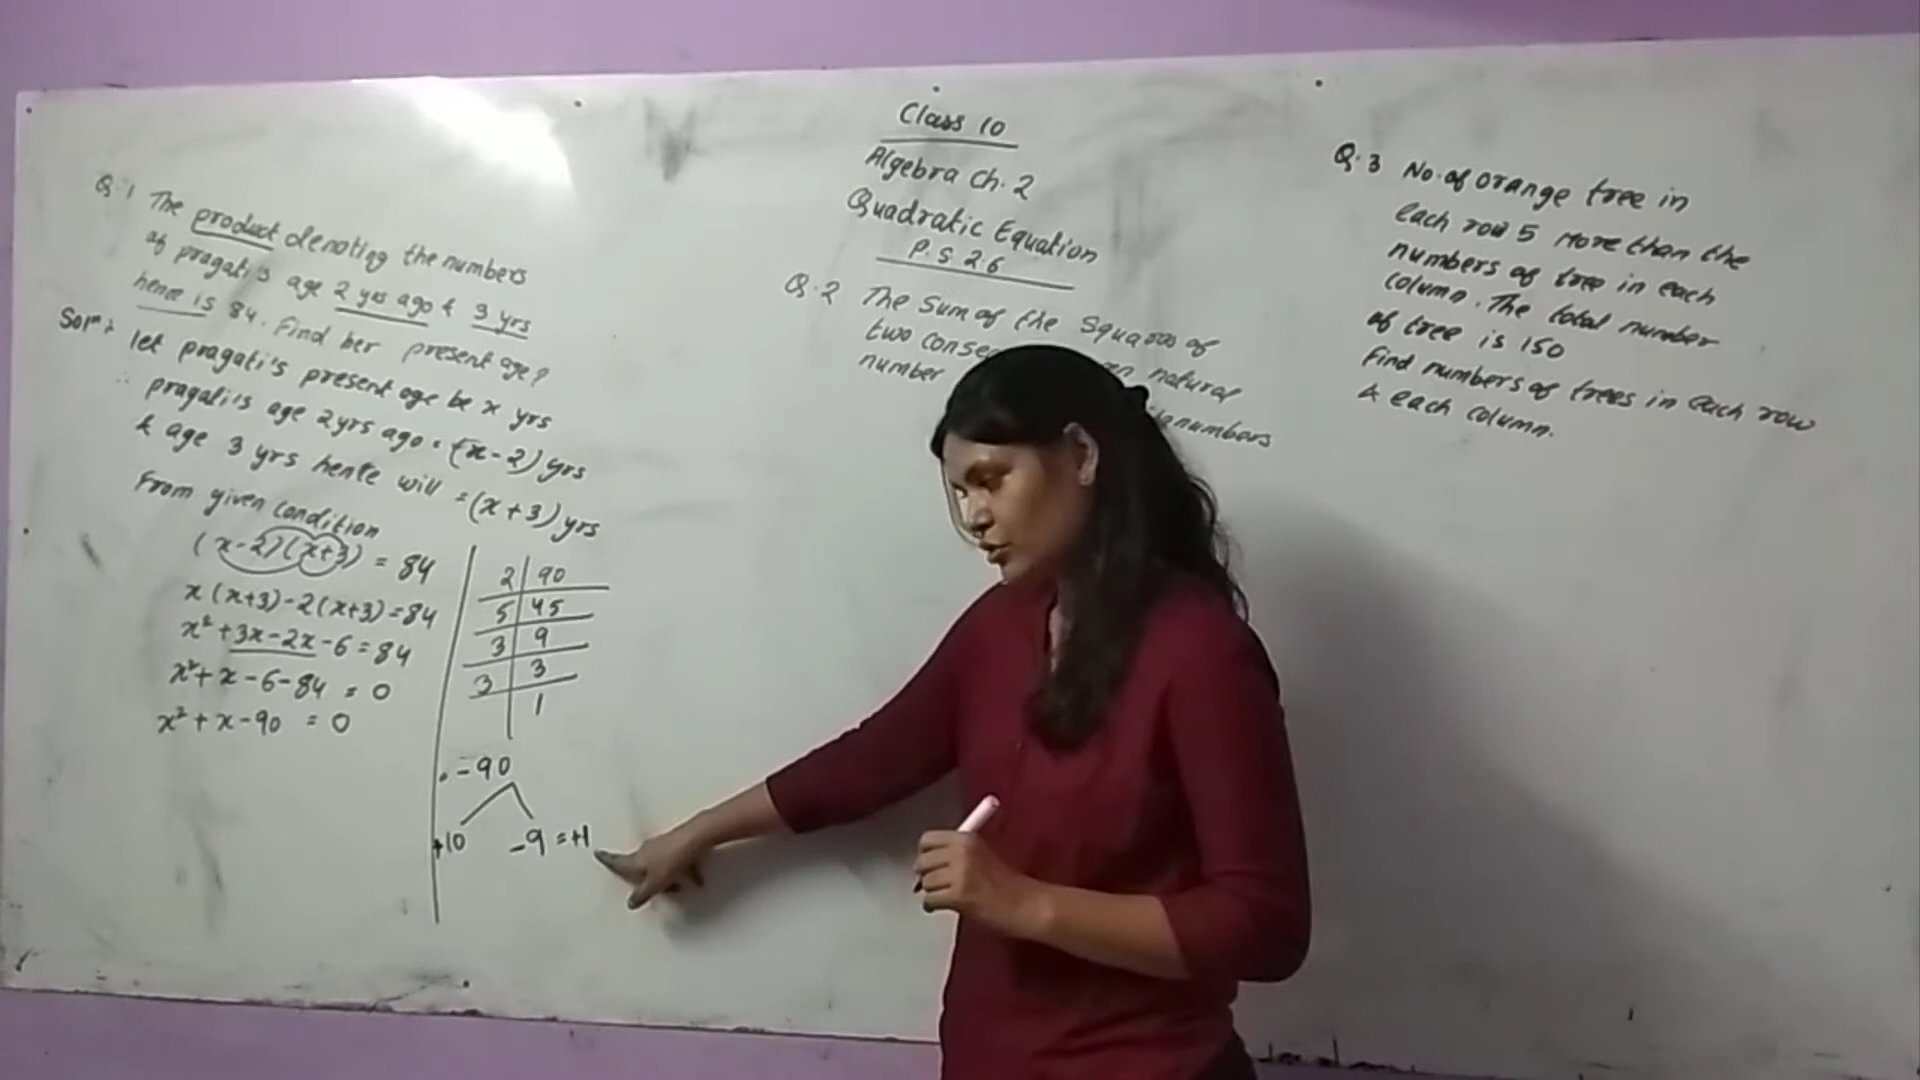 Class 10
Algebra Ch. 2
Quadratic Equation
P. S 2.6
Q.1 The product denoting the numbers
of pragati's age 2 yrs ago & 3 yrs
hence is 84. Find her present age?
Solⁿ:
let pragati's present age be x yrs
∴ pragati's age 2yrs ago = (x-2) yrs
& age 3 yrs hence will = (x+3) yrs
From given condition
(x-2)(x+3) = 84
x(x+3)-2(x+3)=84
x²+3x-2x-6=84
x²+x-6-84 = 0
x²+x-90 = 0
2 90
5 45
3 9
3 3
1
-90
+10 -9 = +1
Q.2 The Sum of the Squares of
two natural
number numbers
Q.3 No. of orange tree in
each row 5 More than the
numbers of tree in each
column. The total number
of tree is 150
Find numbers of trees in each row
& each column.